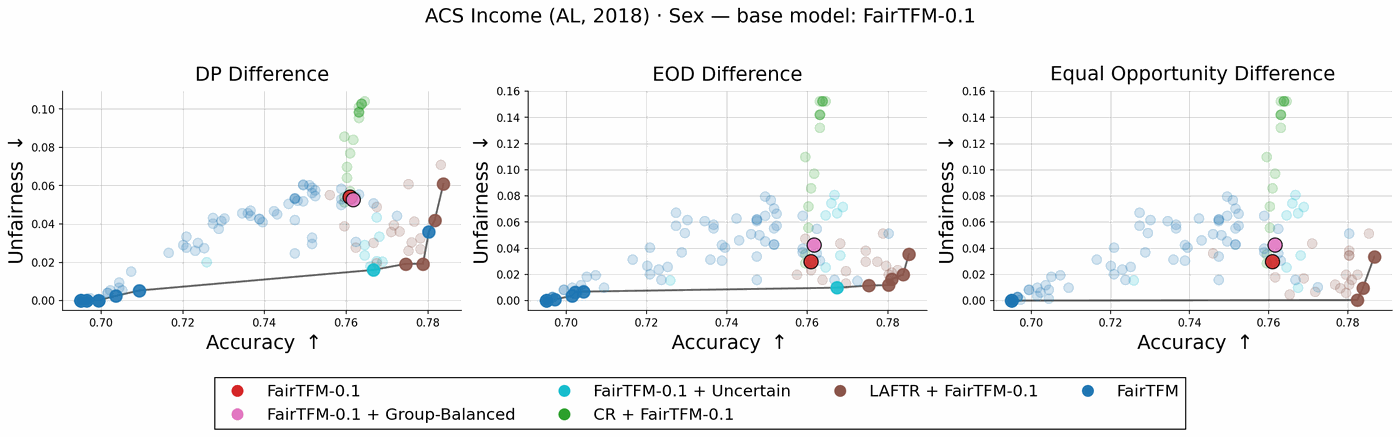 ACS Income (AL, 2018) · Sex — base model: FairTFM-0.1
DP Difference
EOD Difference
Equal Opportunity Difference
Unfairness ↓
0.10
0.08
0.06
0.04
0.02
0.00
0.70
0.72
0.74
0.76
0.78
Accuracy ↑
Unfairness ↓
0.16
0.14
0.12
0.10
0.08
0.06
0.04
0.02
0.00
0.70
0.72
0.74
0.76
0.78
Accuracy ↑
Unfairness ↓
0.16
0.14
0.12
0.10
0.08
0.06
0.04
0.02
0.00
0.70
0.72
0.74
0.76
0.78
Accuracy ↑
FairTFM-0.1
FairTFM-0.1 + Uncertain
LAFTR + FairTFM-0.1
FairTFM
FairTFM-0.1 + Group-Balanced
CR + FairTFM-0.1